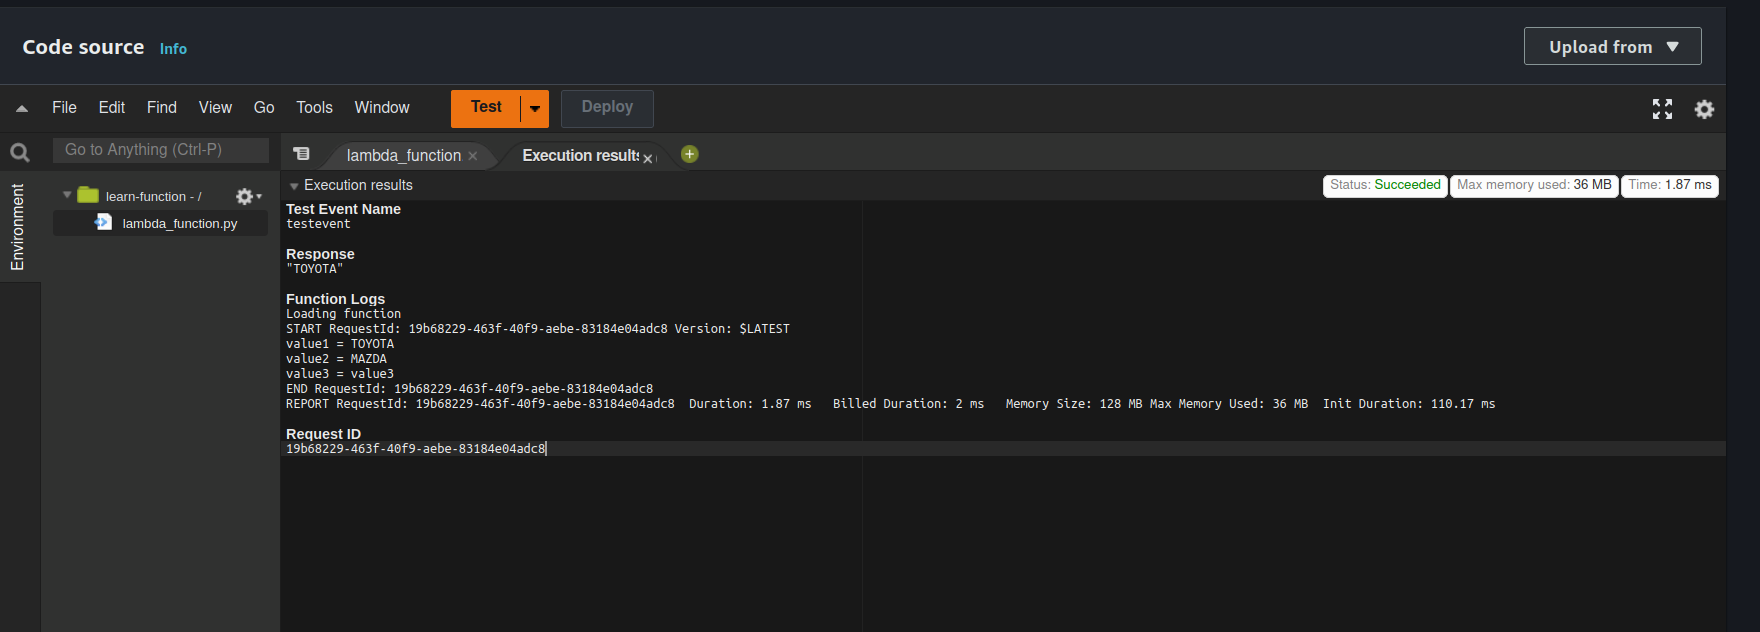 Code source Info
Upload from
File Edit Find View Go Tools Window Test Deploy
Go to Anything (Ctrl-P)
lambda_function Execution results
Environment
Execution results
Status: Succeeded Max memory used: 36 MB Time: 1.87 ms
learn-function - /
lambda_function.py
Test Event Name
testevent
Response
"TOYOTA"
Function Logs
Loading function
START RequestId: 19b68229-463f-40f9-aebe-83184e04adc8 Version: $LATEST
value1 = TOYOTA
value2 = MAZDA
value3 = value3
END RequestId: 19b68229-463f-40f9-aebe-83184e04adc8
REPORT RequestId: 19b68229-463f-40f9-aebe-83184e04adc8 Duration: 1.87 ms Billed Duration: 2 ms Memory Size: 128 MB Max Memory Used: 36 MB Init Duration: 110.17 ms
Request ID
19b68229-463f-40f9-aebe-83184e04adc8